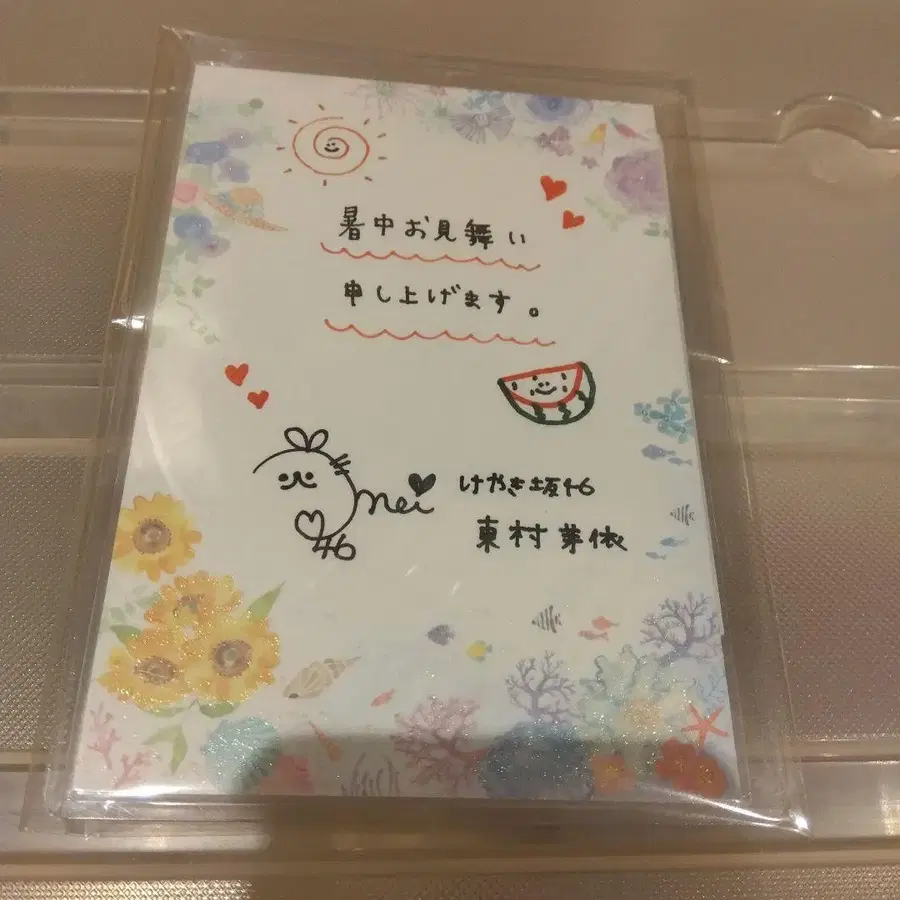 暑中お見舞い
申し上げます。
mei
けやき坂46
東村芽依
46